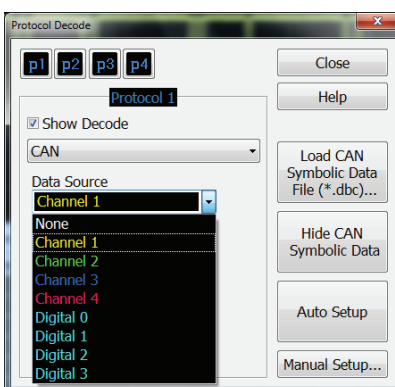 Protocol Decode
x
p1 p2 p3 p4
Close
Protocol 1
Help
Show Decode
CAN
Load CAN
Symbolic Data
File (*.dbc)...
Data Source
Channel 1
None
Channel 1
Channel 2
Channel 3
Channel 4
Digital 0
Digital 1
Digital 2
Digital 3
Hide CAN
Symbolic Data
Auto Setup
Manual Setup...